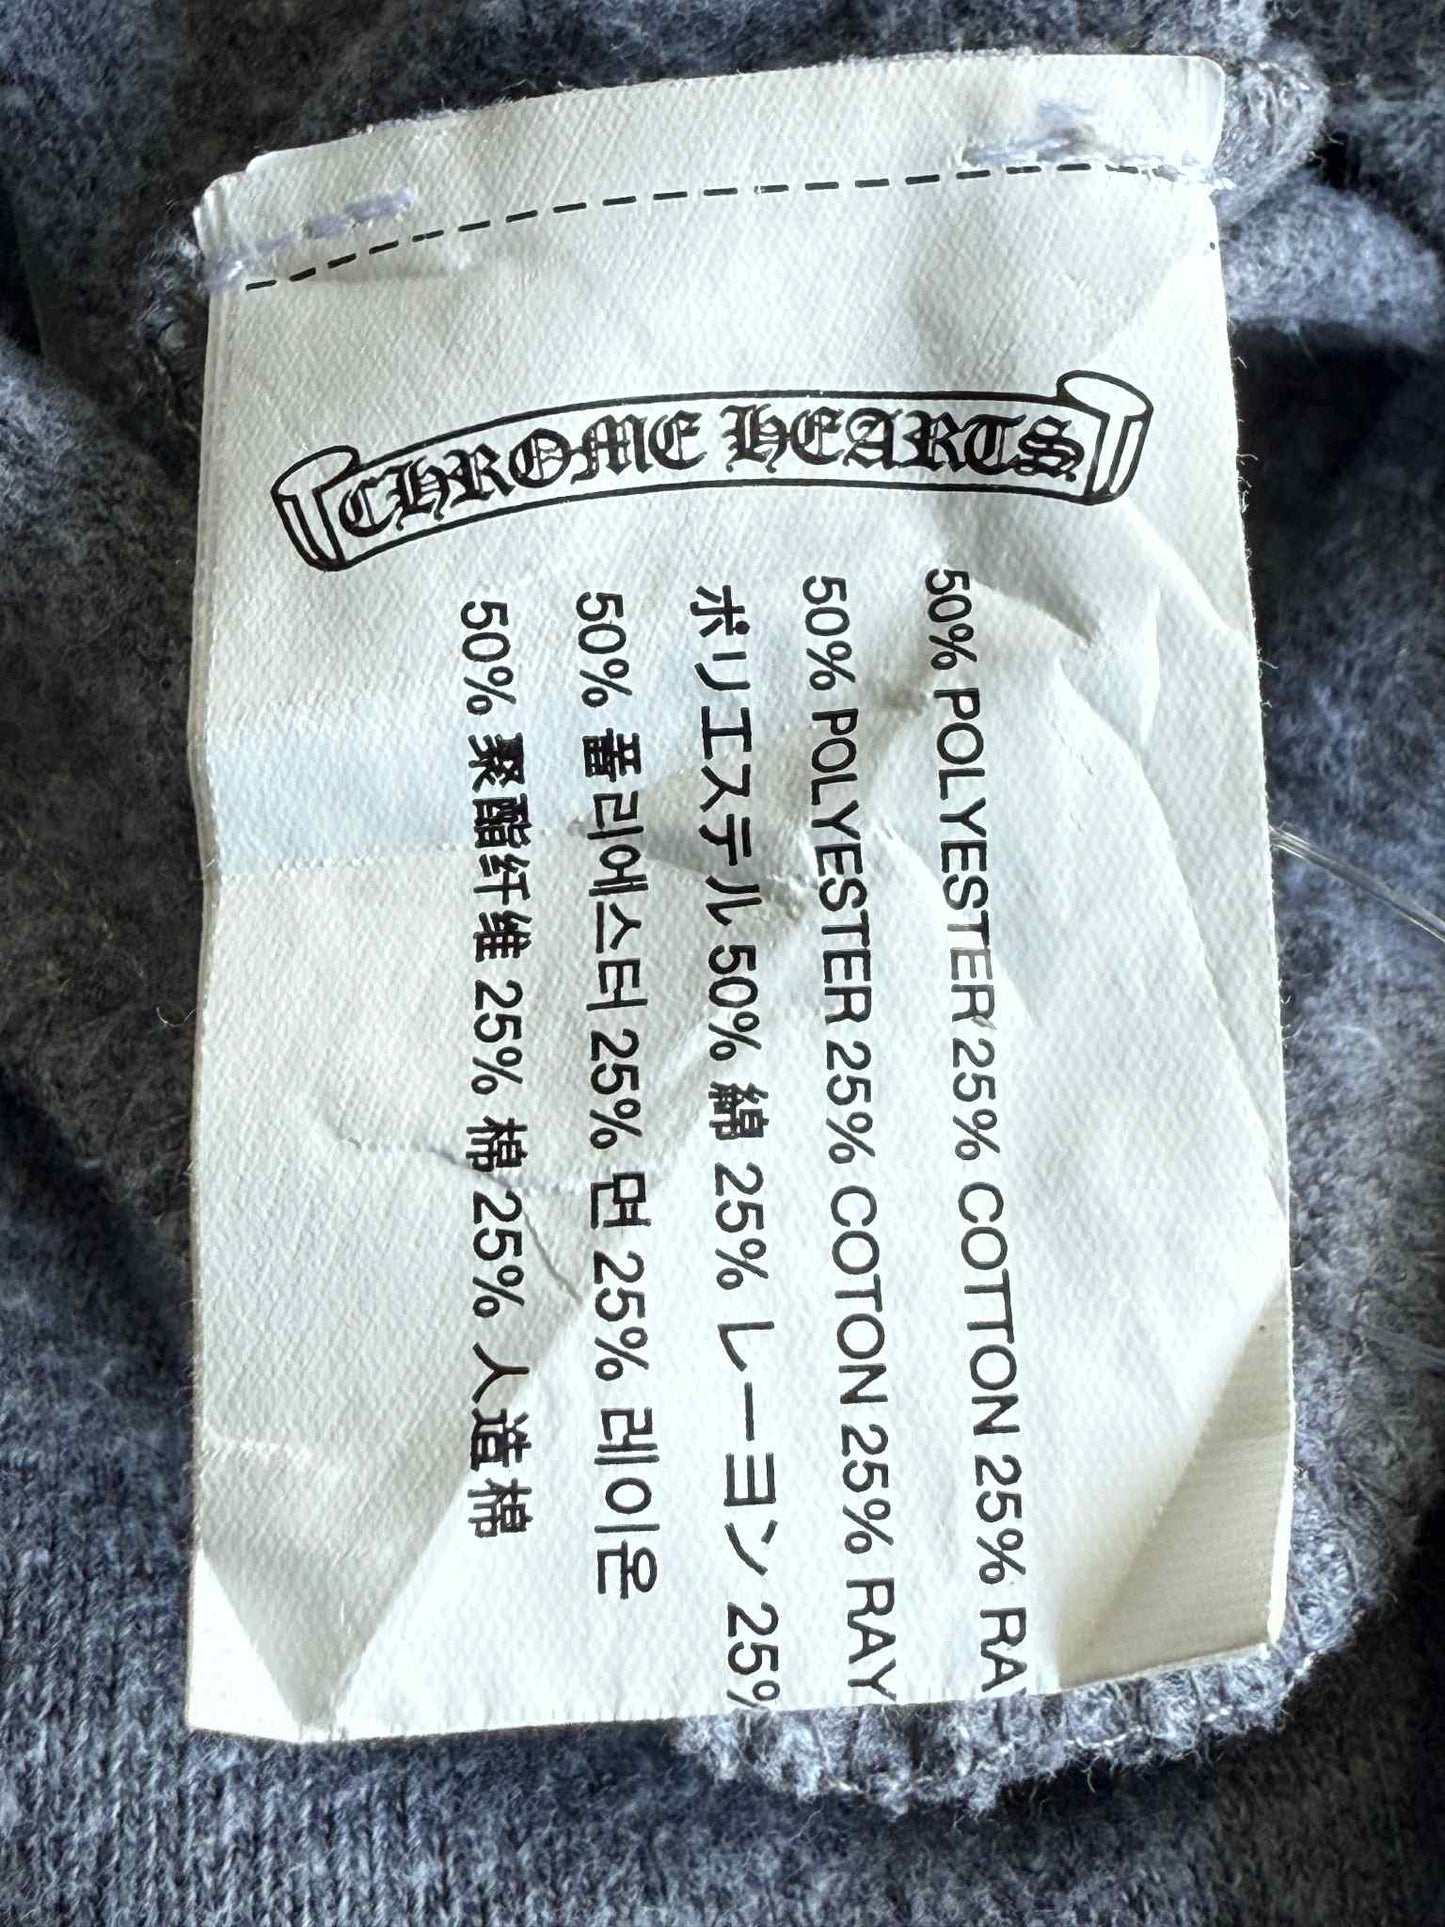 CHROME HEARTS
50% POLYESTER 25% COTTON 25% RA
50% POLYESTER 25% COTON 25% RAY
ポリエステル 50% 綿 25% レーヨン 25%
50% 폴리에스터 25% 면 25% 레이온
50% 聚酯纤维 25% 棉 25% 人造棉